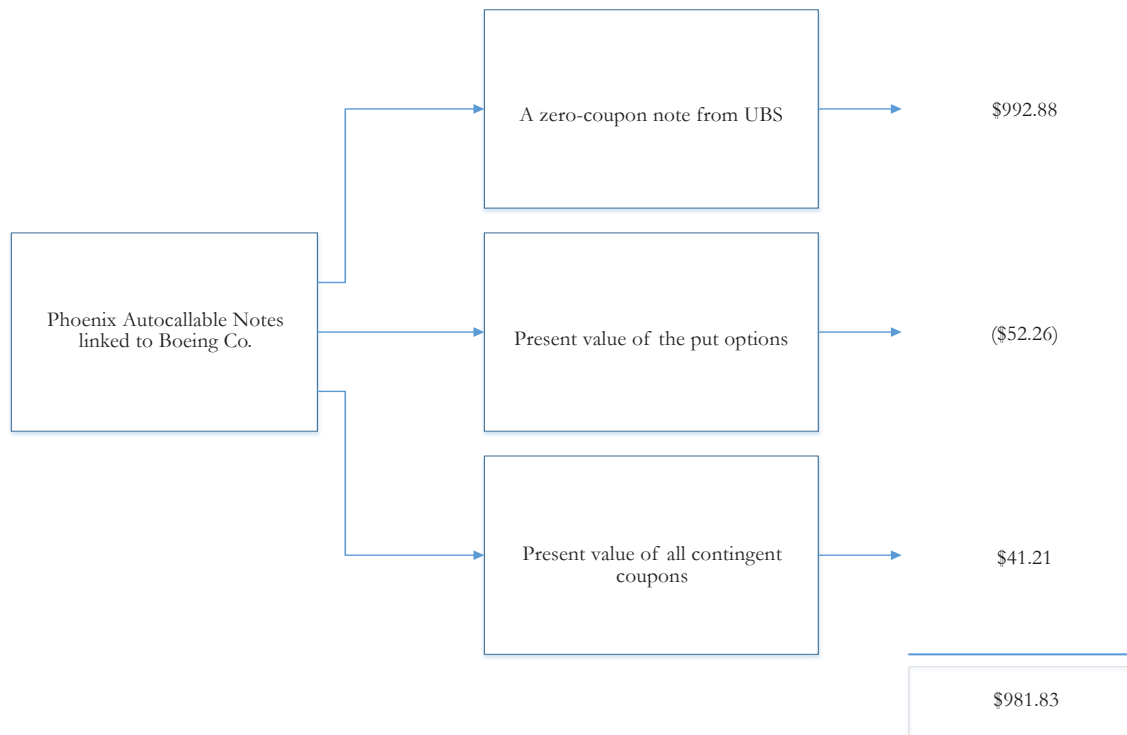 A zero-coupon note from UBS
$992.88
Phoenix Autocallable Notes
linked to Boeing Co.
Present value of the put options
($52.26)
Present value of all contingent
coupons
$41.21
$981.83